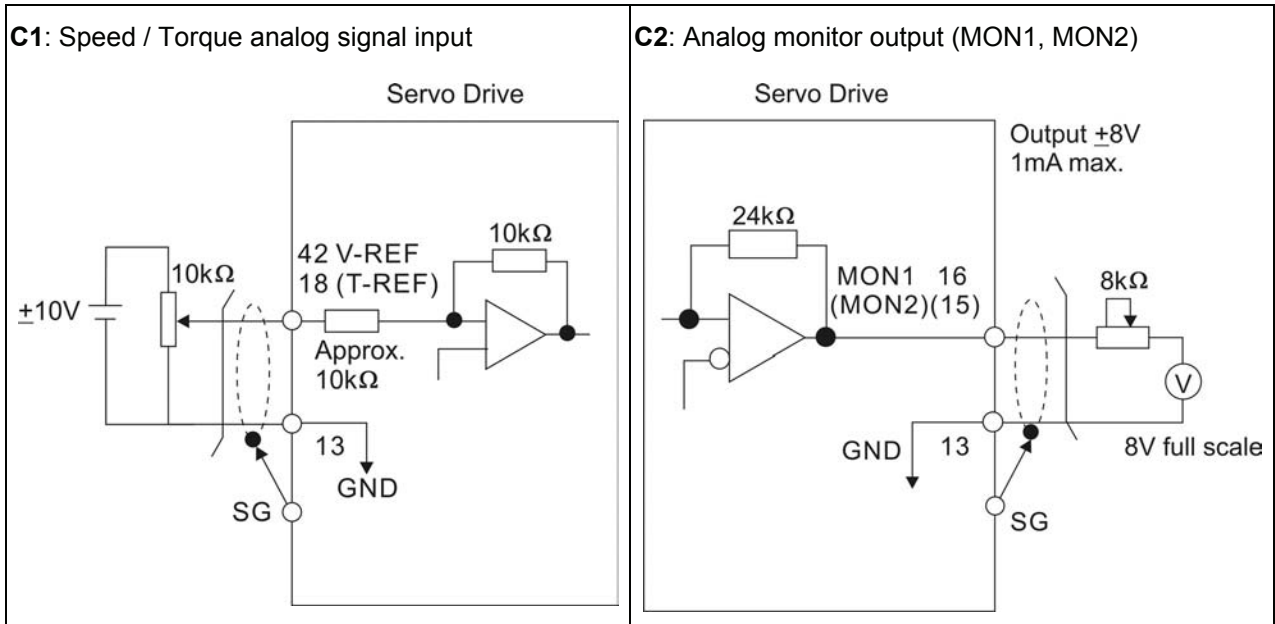 C1: Speed / Torque analog signal input
Servo Drive
10kΩ
42 V-REF
18 (T-REF)
10kΩ
±10V
Approx.
10kΩ
13
GND
SG
C2: Analog monitor output (MON1, MON2)
Servo Drive
Output ±8V
1mA max.
24kΩ
MON1 16
(MON2)(15)
8kΩ
V
GND
13
8V full scale
SG